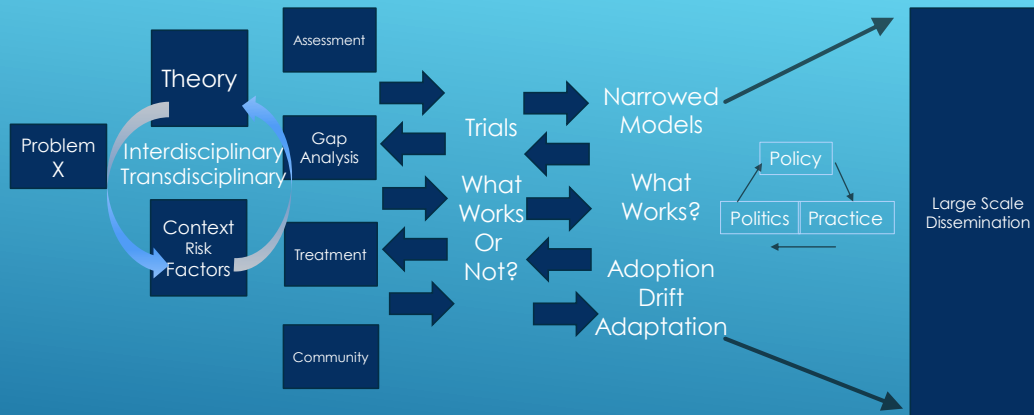 Problem
X
Theory
Interdisciplinary
Transdisciplinary
Context
Risk
Factors
Assessment
Gap
Analysis
Treatment
Community
Trials
What
Works
Or
Not?
Narrowed
Models
What
Works?
Adoption
Drift
Adaptation
Policy
Politics
Practice
Large Scale
Dissemination